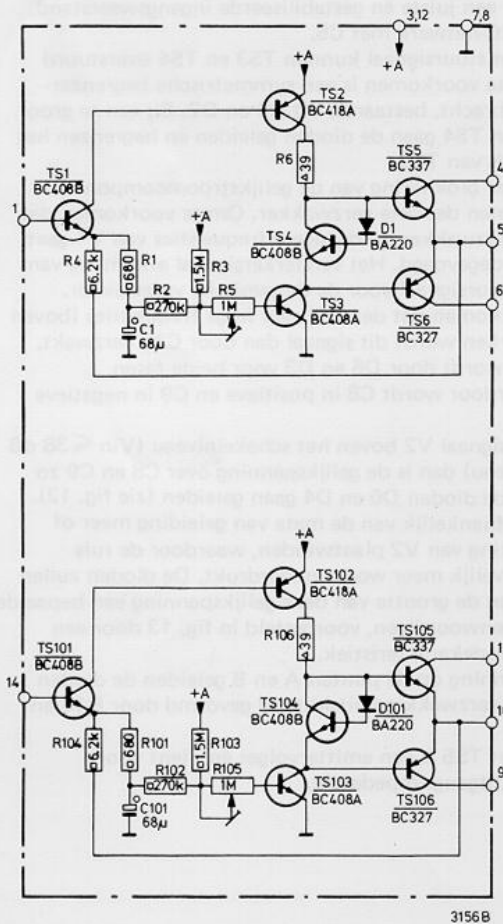 3,12
7,8
+A
TS2
BC418A
TS1
BC408B
R6
439
TS5
BC337
4
1
D1
BA220
5
TS4
BC408B
+A
R4
6,2k
R1
680
R3
1,5M
R2
270k
R5
1M
TS3
BC408A
TS6
BC327
6
C1
68µ
+A
TS102
BC418A
R106
439
TS105
BC337
TS101
BC408B
14
D101
BA220
TS104
BC408B
+A
R104
6,2k
R101
680
R103
1,5M
R102
270k
R105
1M
TS103
BC408A
TS106
BC327
10
9
C101
68µ
3156B